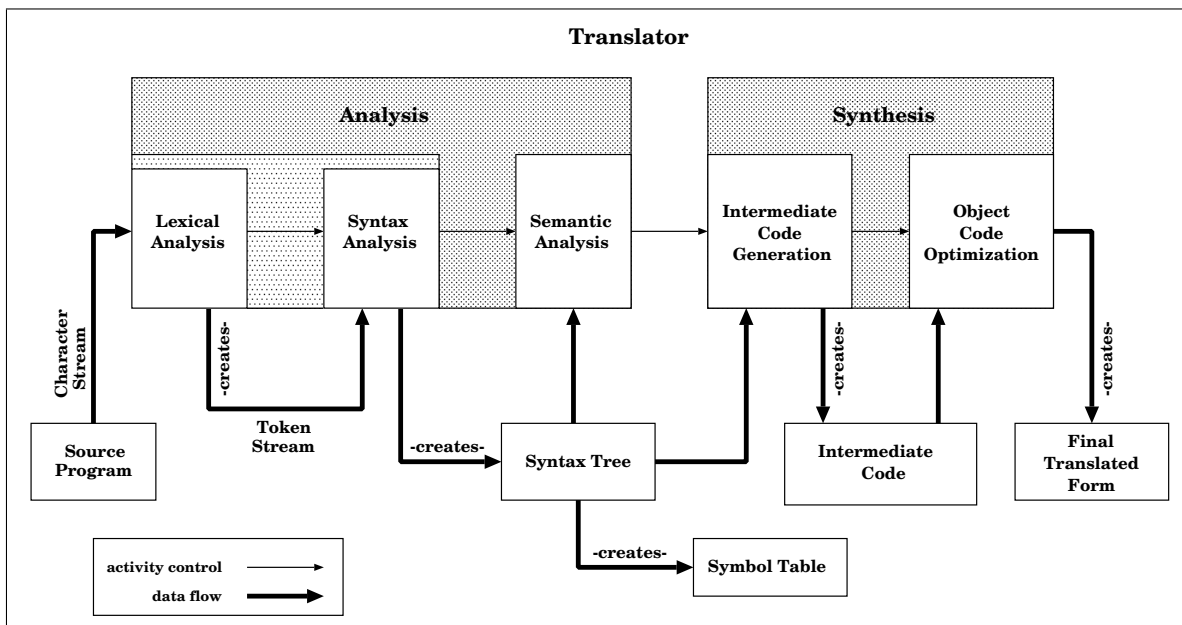 Translator
Analysis
Synthesis
Lexical
Analysis
Syntax
Analysis
Semantic
Analysis
Intermediate
Code
Generation
Object
Code
Optimization
Character
Stream
-creates-
Token
Stream
-creates-
-creates-
-creates-
Source
Program
Syntax Tree
Intermediate
Code
Final
Translated
Form
-creates-
Symbol Table
activity control
data flow